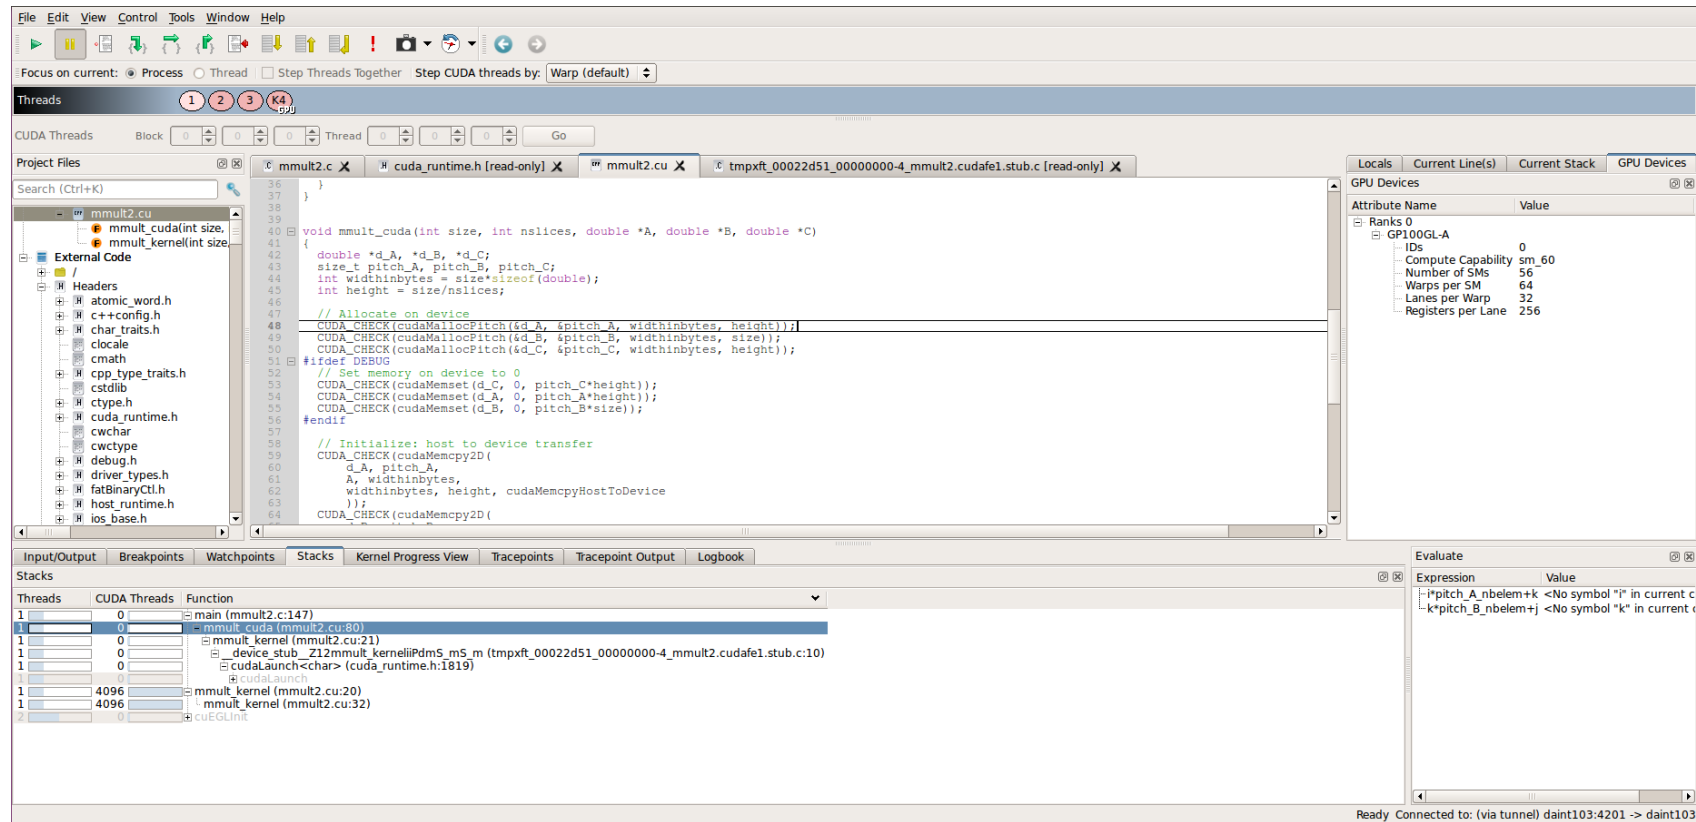 File Edit View Control Tools Window Help
Focus on current: Process Thread Step Threads Together Step CUDA threads by: Warp (default)
Threads 1 2 3 K4 GPU
CUDA Threads Block 0 0 0 Thread 0 0 0 Go
Project Files
Search (Ctrl+K)
mmult2.cu
mmult_cuda(int size,
mmult_kernel(int size,
External Code
/
Headers
atomic_word.h
c++config.h
char_traits.h
clocale
cmath
cpp_type_traits.h
cstdlib
ctype.h
cuda_runtime.h
cwchar
cwctype
debug.h
driver_types.h
fatBinaryCtl.h
host_runtime.h
ios_base.h
mmult2.c cuda_runtime.h [read-only] mmult2.cu tmpxft_00022d51_00000000-4_mmult2.cudafe1.stub.c [read-only]
36 }
37 }
38
39
40 void mmult_cuda(int size, int nslices, double *A, double *B, double *C)
41 {
42 double *d_A, *d_B, *d_C;
43 size_t pitch_A, pitch_B, pitch_C;
44 int widthinbytes = size*sizeof(double);
45 int height = size/nslices;
46
47 // Allocate on device
48 CUDA_CHECK(cudaMallocPitch(&d_A, &pitch_A, widthinbytes, height));
49 CUDA_CHECK(cudaMallocPitch(&d_B, &pitch_B, widthinbytes, size));
50 CUDA_CHECK(cudaMallocPitch(&d_C, &pitch_C, widthinbytes, height));
51 #ifdef DEBUG
52 // Set memory on device to 0
53 CUDA_CHECK(cudaMemset(d_C, 0, pitch_C*height));
54 CUDA_CHECK(cudaMemset(d_A, 0, pitch_A*height));
55 CUDA_CHECK(cudaMemset(d_B, 0, pitch_B*size));
56 #endif
57
58 // Initialize: host to device transfer
59 CUDA_CHECK(cudaMemcpy2D(
60 d_A, pitch_A,
61 A, widthinbytes,
62 widthinbytes, height, cudaMemcpyHostToDevice
63 ));
64 CUDA_CHECK(cudaMemcpy2D(
Locals Current Line(s) Current Stack GPU Devices
GPU Devices
Attribute Name Value
Ranks 0
GP100GL-A
IDs 0
Compute Capability sm_60
Number of SMs 56
Warps per SM 64
Lanes per Warp 32
Registers per Lane 256
Input/Output Breakpoints Watchpoints Stacks Kernel Progress View Tracepoints Tracepoint Output Logbook
Stacks
Threads CUDA Threads Function
1 0 main (mmult2.c:147)
1 0 mmult_cuda (mmult2.cu:80)
1 0 mmult_kernel (mmult2.cu:21)
1 0 __device_stub__Z12mmult_kerneliiPdmS_mS_m (tmpxft_00022d51_00000000-4_mmult2.cudafe1.stub.c:10)
1 0 cudaLaunch<char> (cuda_runtime.h:1819)
1 0 cudaLaunch
1 4096 mmult_kernel (mmult2.cu:20)
1 4096 mmult_kernel (mmult2.cu:32)
2 0 cuEGLInit
Evaluate
Expression Value
i*pitch_A_nbelem+k <No symbol "i" in current c
k*pitch_B_nbelem+j <No symbol "k" in current
Ready Connected to: (via tunnel) daint103:4201 -> daint103